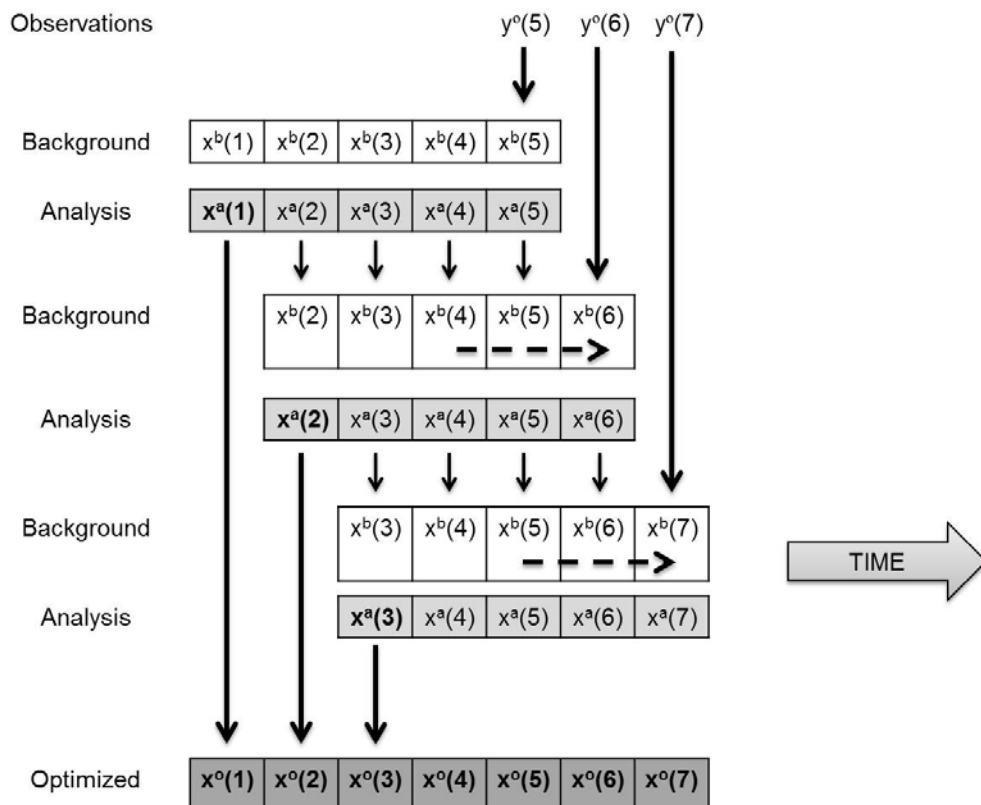 Observations yº(5) yº(6) yº(7)
Background xᵇ(1) xᵇ(2) xᵇ(3) xᵇ(4) xᵇ(5)
Analysis xᵃ(1) xᵃ(2) xᵃ(3) xᵃ(4) xᵃ(5)
Background xᵇ(2) xᵇ(3) xᵇ(4) xᵇ(5) xᵇ(6)
Analysis xᵃ(2) xᵃ(3) xᵃ(4) xᵃ(5) xᵃ(6)
Background xᵇ(3) xᵇ(4) xᵇ(5) xᵇ(6) xᵇ(7)
TIME
Analysis xᵃ(3) xᵃ(4) xᵃ(5) xᵃ(6) xᵃ(7)
Optimized xº(1) xº(2) xº(3) xº(4) xº(5) xº(6) xº(7)